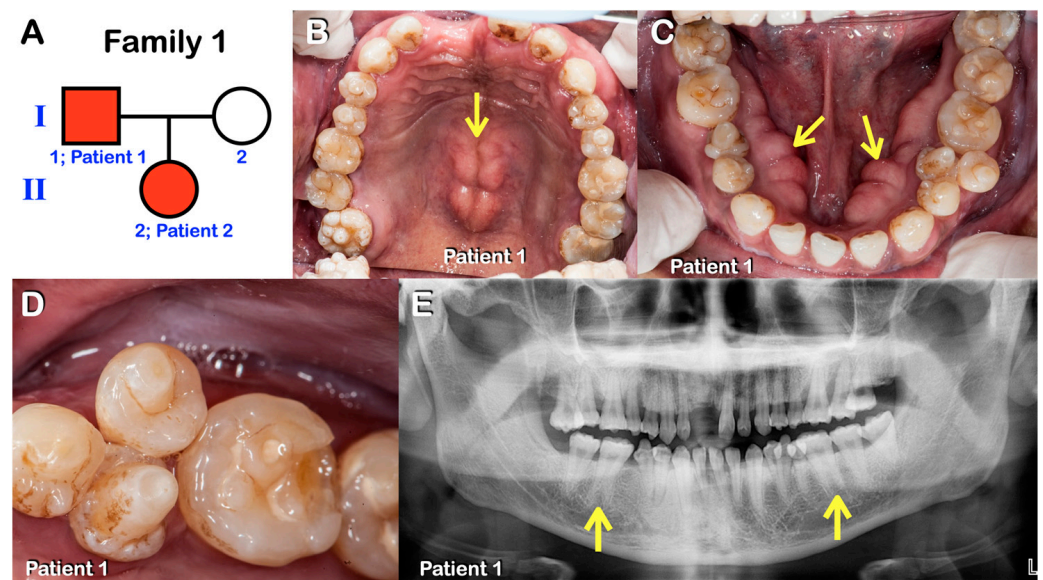 A
Family 1
I
1; Patient 1
2
II
2; Patient 2
B
Patient 1
C
Patient 1
D
Patient 1
E
Patient 1
L